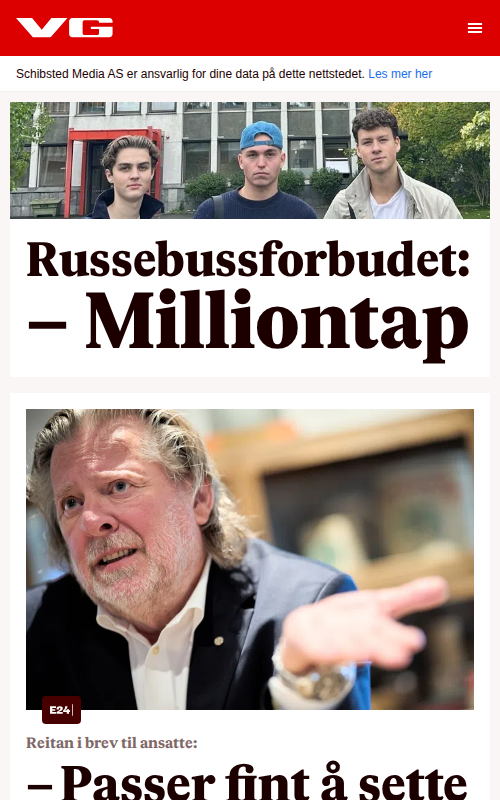 VG
Schibsted Media AS er ansvarlig for dine data på dette nettstedet. Les mer her
Russebussforbudet:
– Milliontap
E24
Reitan i brev til ansatte:
– Passer fint å sette